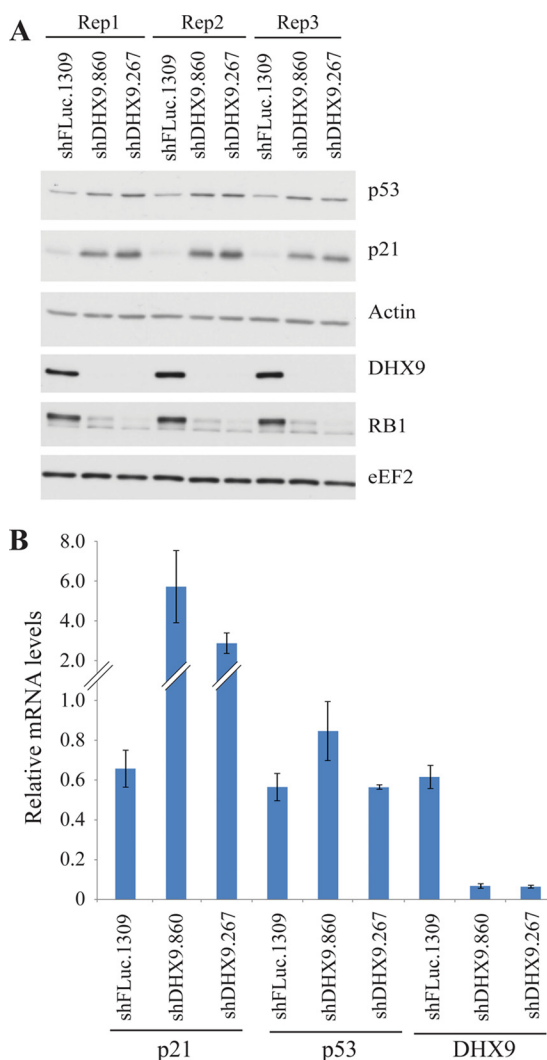 A
Rep1 Rep2 Rep3
shFLuc.1309 shDHX9.860 shDHX9.267 shFLuc.1309 shDHX9.860 shDHX9.267 shFLuc.1309 shDHX9.860 shDHX9.267
p53
p21
Actin
DHX9
RB1
eEF2
B
Relative mRNA levels
8.0
6.0
4.0
2.0
1.0
0.8
0.6
0.4
0.2
0
shFLuc.1309 shDHX9.860 shDHX9.267 shFLuc.1309 shDHX9.860 shDHX9.267 shFLuc.1309 shDHX9.860 shDHX9.267
p21 p53 DHX9